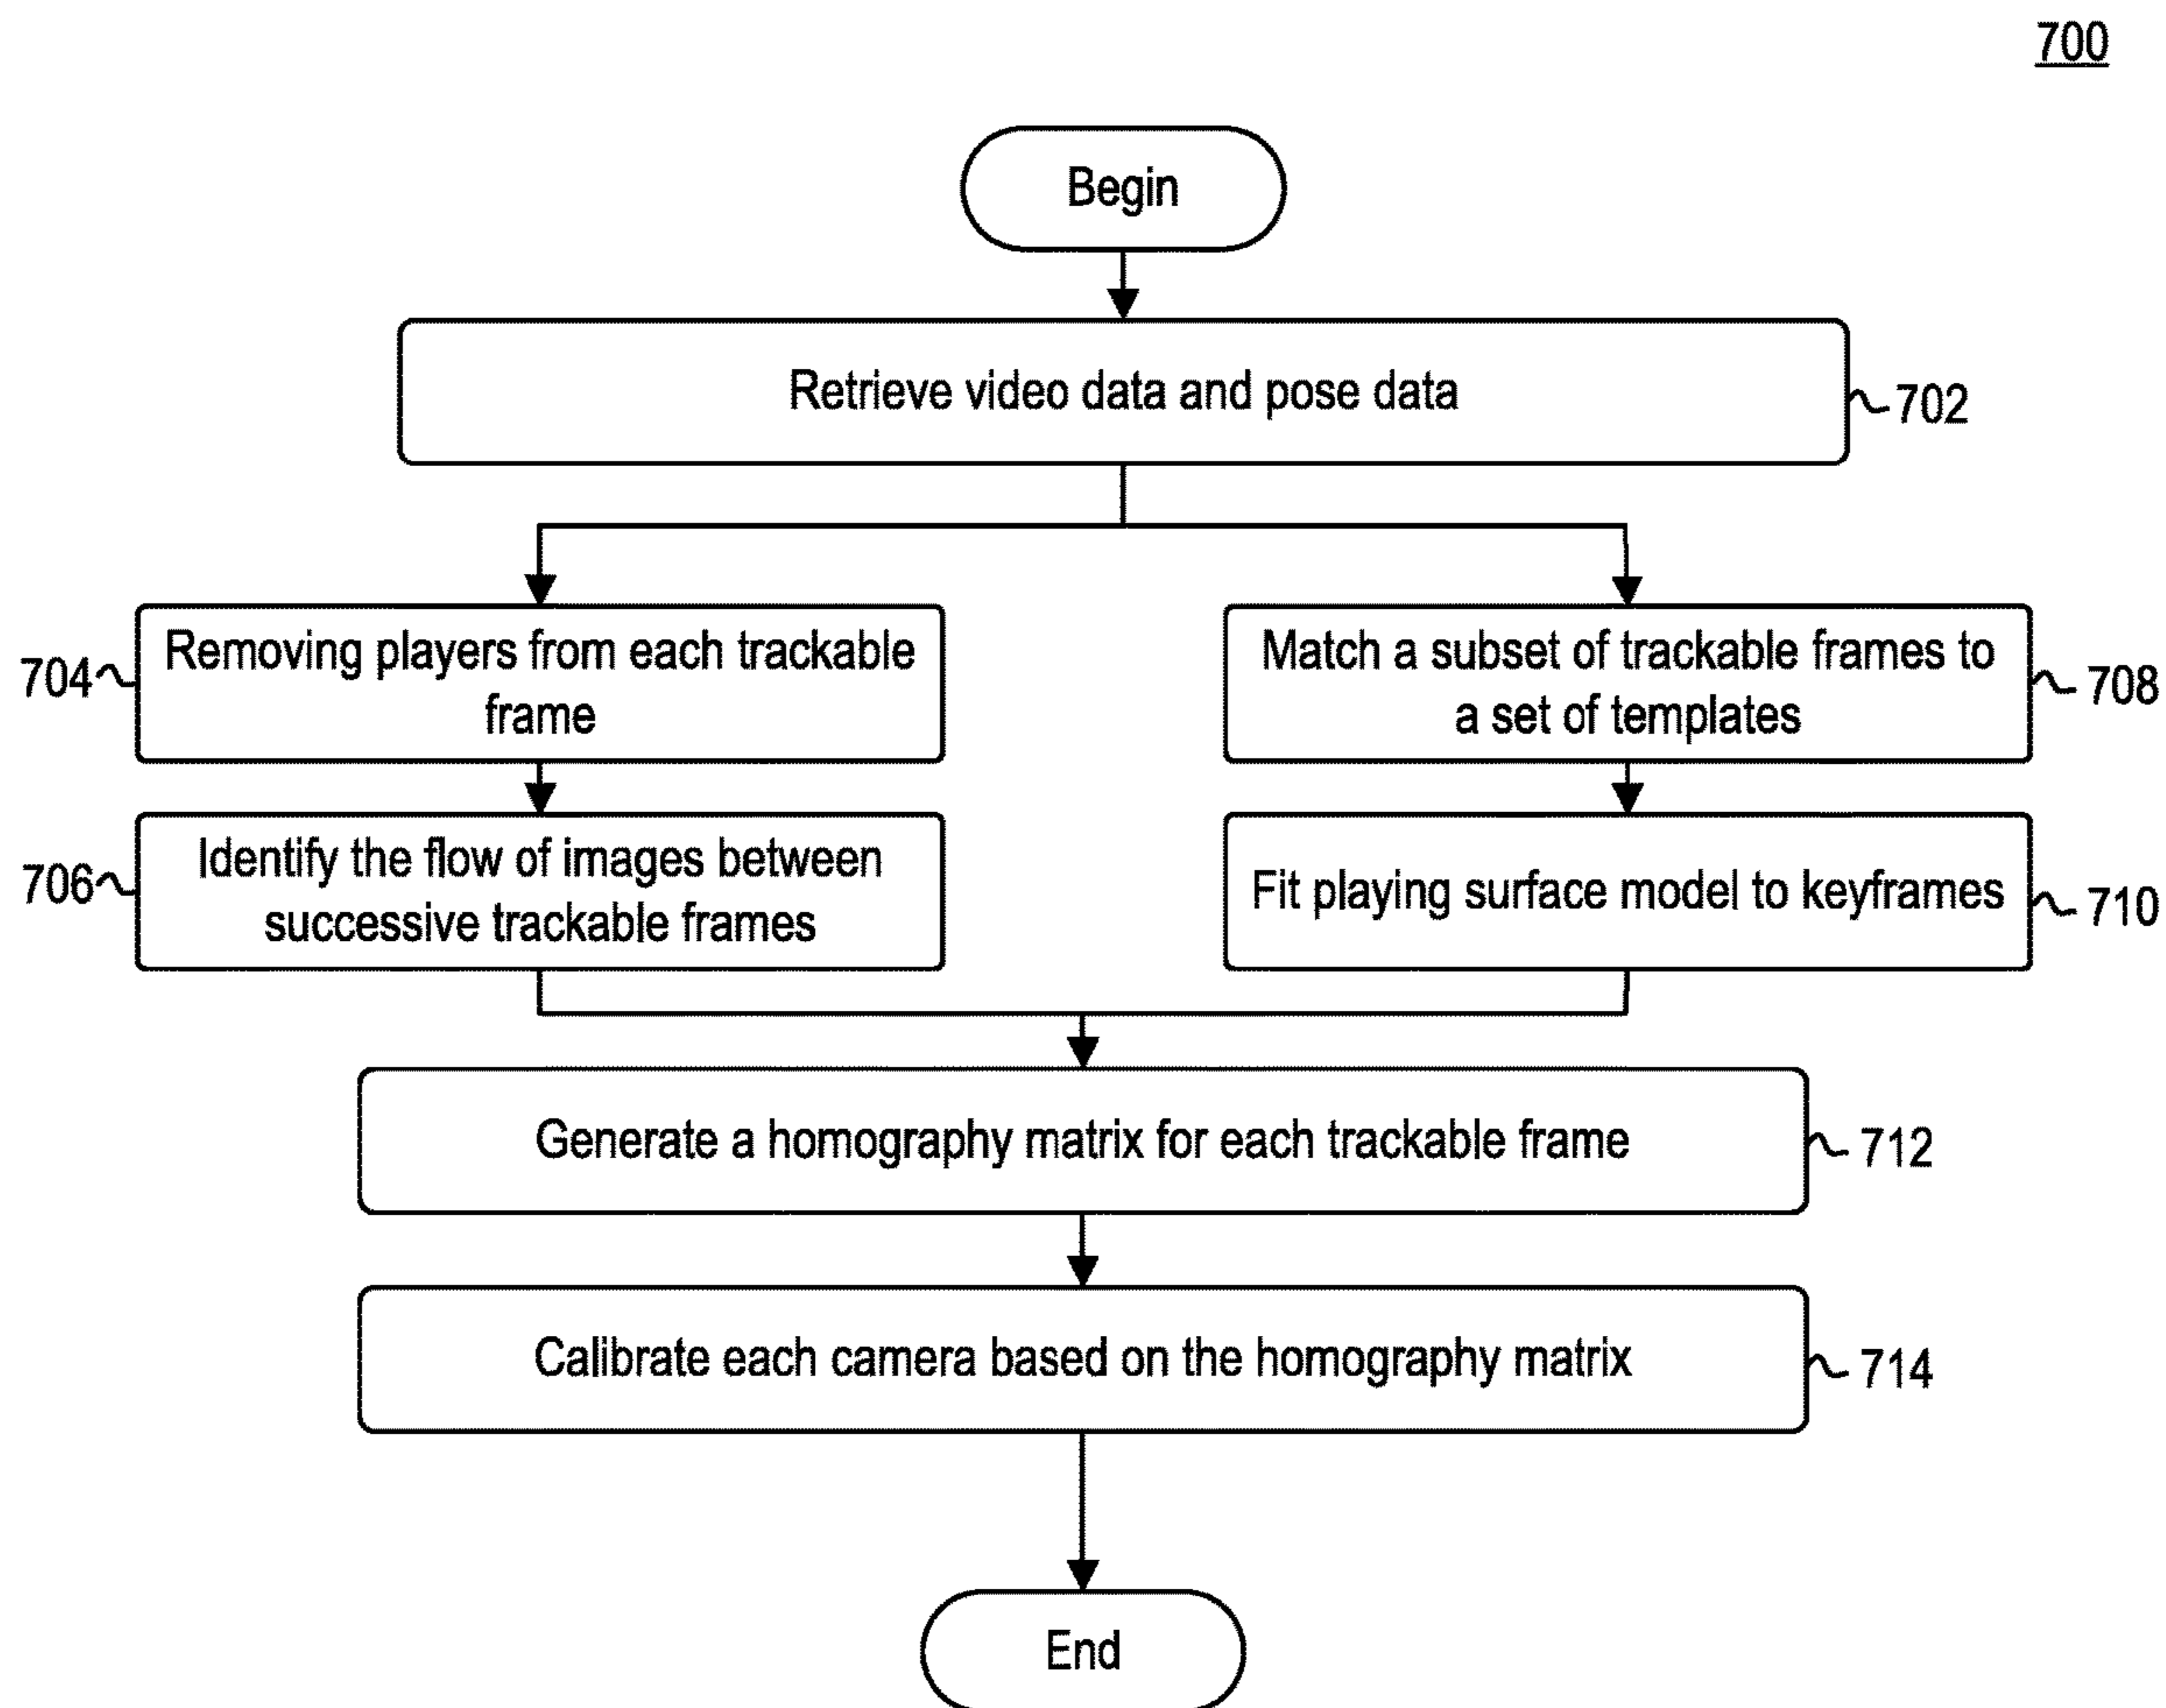 700
Begin
Retrieve video data and pose data
702
Removing players from each trackable
frame
704
Match a subset of trackable frames to
a set of templates
708
Identify the flow of images between
successive trackable frames
706
Fit playing surface model to keyframes
710
Generate a homography matrix for each trackable frame
712
Calibrate each camera based on the homography matrix
714
End